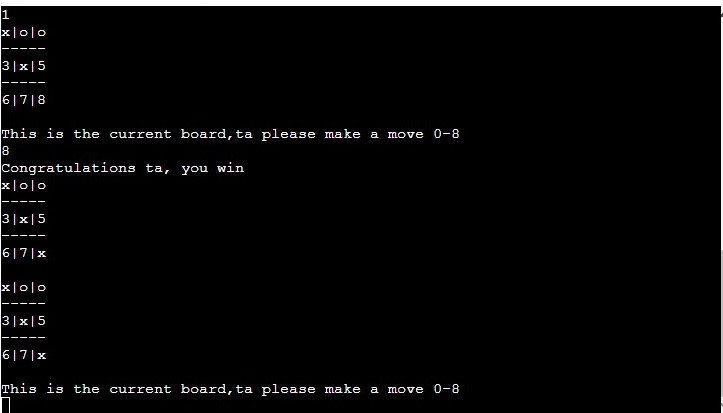 1
x|o|o
-----
3|x|5
-----
6|7|8
This is the current board,ta please make a move 0-8
8
Congratulations ta, you win
x|o|o
-----
3|x|5
-----
6|7|x
x|o|o
-----
3|x|5
-----
6|7|x
This is the current board,ta please make a move 0-8